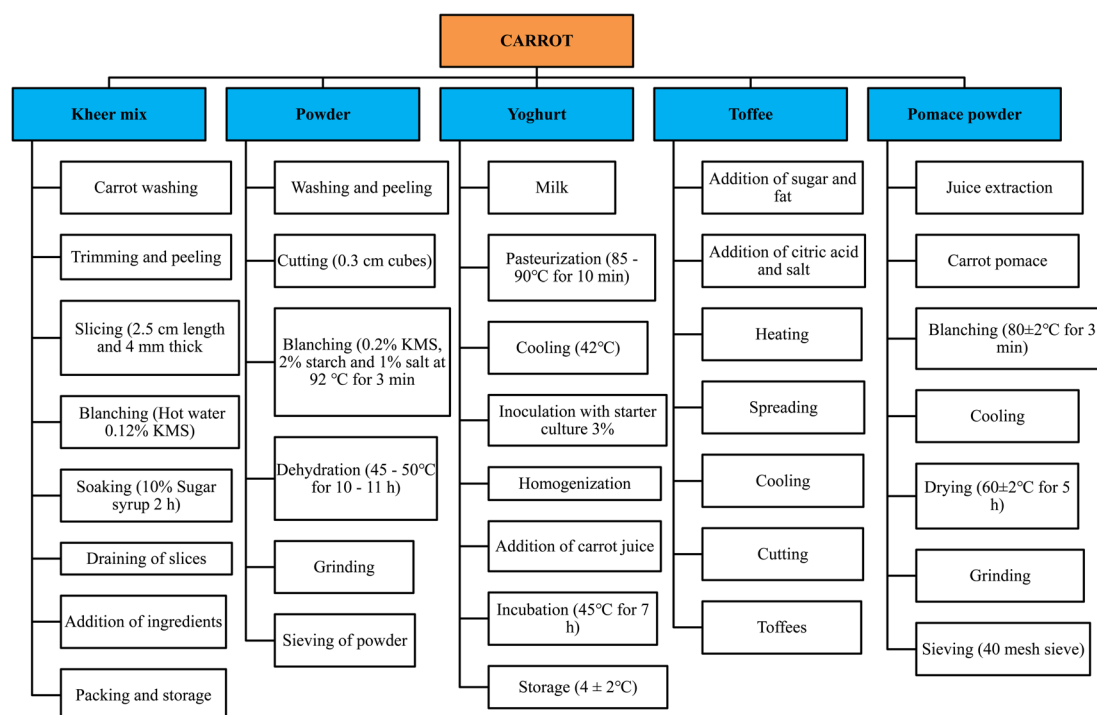 CARROT
Kheer mix
Carrot washing
Trimming and peeling
Slicing (2.5 cm length
and 4 mm thick
Blanching (Hot water
0.12% KMS)
Soaking (10% Sugar
syrup 2 h)
Draining of slices
Addition of ingredients
Packing and storage
Powder
Washing and peeling
Cutting (0.3 cm cubes)
Blanching (0.2% KMS,
2% starch and 1% salt at
92 °C for 3 min
Dehydration (45 - 50°C
for 10 - 11 h)
Grinding
Sieving of powder
Yoghurt
Milk
Pasteurization (85 -
90°C for 10 min)
Cooling (42°C)
Inoculation with starter
culture 3%
Homogenization
Addition of carrot juice
Incubation (45°C for 7
h)
Storage (4 ± 2°C)
Toffee
Addition of sugar and
fat
Addition of citric acid
and salt
Heating
Spreading
Cooling
Cutting
Toffees
Pomace powder
Juice extraction
Carrot pomace
Blanching (80±2°C for 3
min)
Cooling
Drying (60±2°C for 5
h)
Grinding
Sieving (40 mesh sieve)